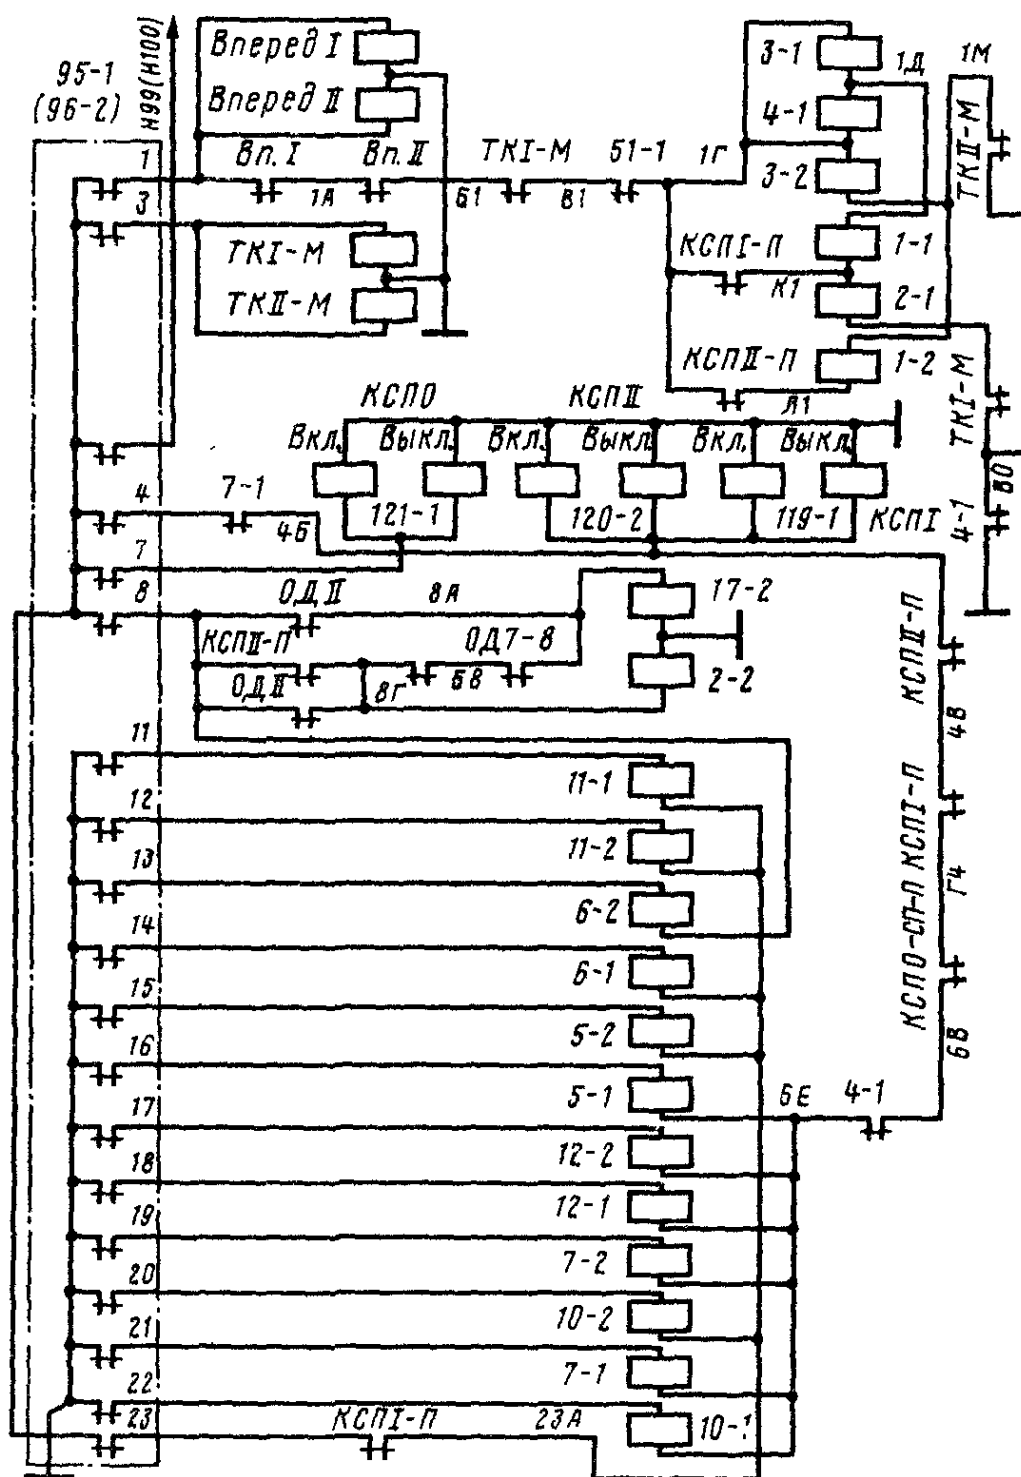 95-1
(96-2)
Н99(Н100)
Вперед I
Вперед II
1
Вп. I
Вп. II
1А
Б1
ТКI-М
51-1
В1
1Г
3-1
4-1
3-2
1Д
1М
ТКII-М
3
ТКI-М
ТКII-М
КСПI-П
К1
1-1
2-1
КСПII-П
Л1
1-2
ТКI-М
ВО
4-1
КСПО
КСПII
Вкл.
Выкл.
Вкл.
Выкл.
Вкл.
Выкл.
4
7-1
4Б
121-1
120-2
119-1
КСПI
7
8
ОДII
8А
17-2
КСПII-П
ОД7-8
ОДII
8Г
БВ
2-2
КСПII-П
4В
КСПО-СП-П КСПI-П
Г4
6В
11
11-1
12
11-2
13
6-2
14
6-1
15
5-2
16
5-1
6Е
4-1
17
12-2
18
12-1
19
7-2
20
10-2
21
7-1
22
10-1
23
КСПI-П
23А